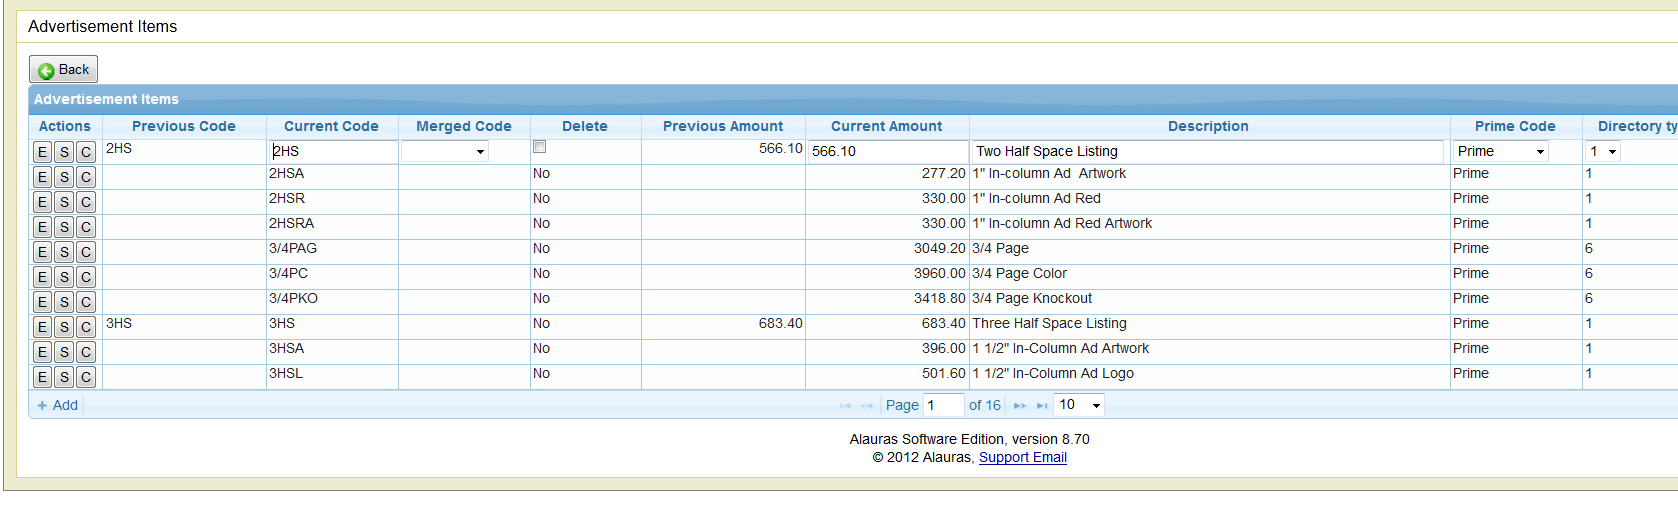 Advertisement Items
Back
Advertisement Items
Actions Previous Code Current Code Merged Code Delete Previous Amount Current Amount Description Prime Code Directory ty
E S C 2HS 2HS 566.10 566.10 Two Half Space Listing Prime 1
E S C 2HSA No 277.20 1" In-column Ad Artwork Prime 1
E S C 2HSR No 330.00 1" In-column Ad Red Prime 1
E S C 2HSRA No 330.00 1" In-column Ad Red Artwork Prime 1
E S C 3/4PAG No 3049.20 3/4 Page Prime 6
E S C 3/4PC No 3960.00 3/4 Page Color Prime 6
E S C 3/4PKO No 3418.80 3/4 Page Knockout Prime 6
E S C 3HS 3HS No 683.40 683.40 Three Half Space Listing Prime 1
E S C 3HSA No 396.00 1 1/2" In-Column Ad Artwork Prime 1
E S C 3HSL No 501.60 1 1/2" In-Column Ad Logo Prime 1
+ Add Page 1 of 16 10
Alauras Software Edition, version 8.70
© 2012 Alauras, Support Email